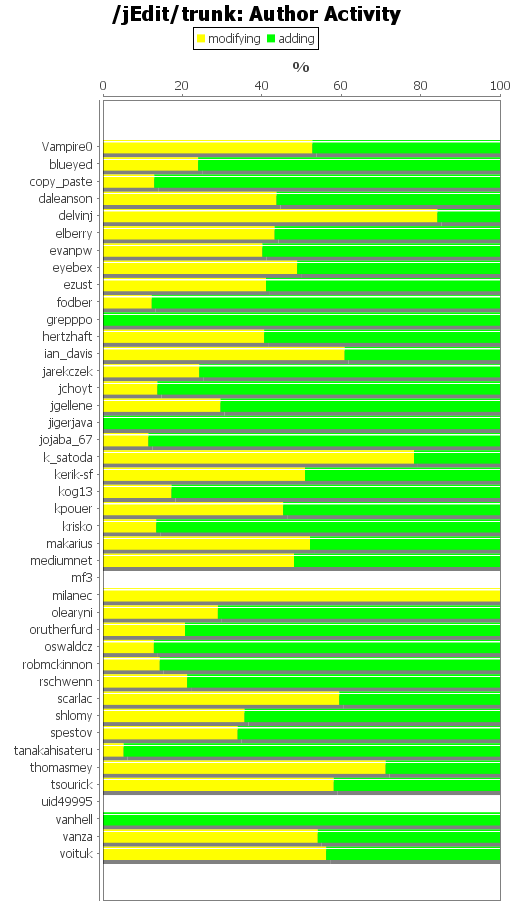 /jEdit/trunk: Author Activity
modifying adding
%
0 20 40 60 80 100
Vampire0
blueyed
copy_paste
daleanson
delvinj
elberry
evanpw
eyebex
ezust
fodber
grepppo
hertzhaft
ian_davis
jarekczek
jchoyt
jgellene
jigerjava
jojaba_67
k_satoda
kerik-sf
kog13
kpouer
krisko
makarius
mediumnet
mf3
milanec
olearyni
orutherfurd
oswaldcz
robmckinnon
rschwenn
scarlac
shlomy
spestov
tanakahisateru
thomasmey
tsourick
uid49995
vanhell
vanza
voituk